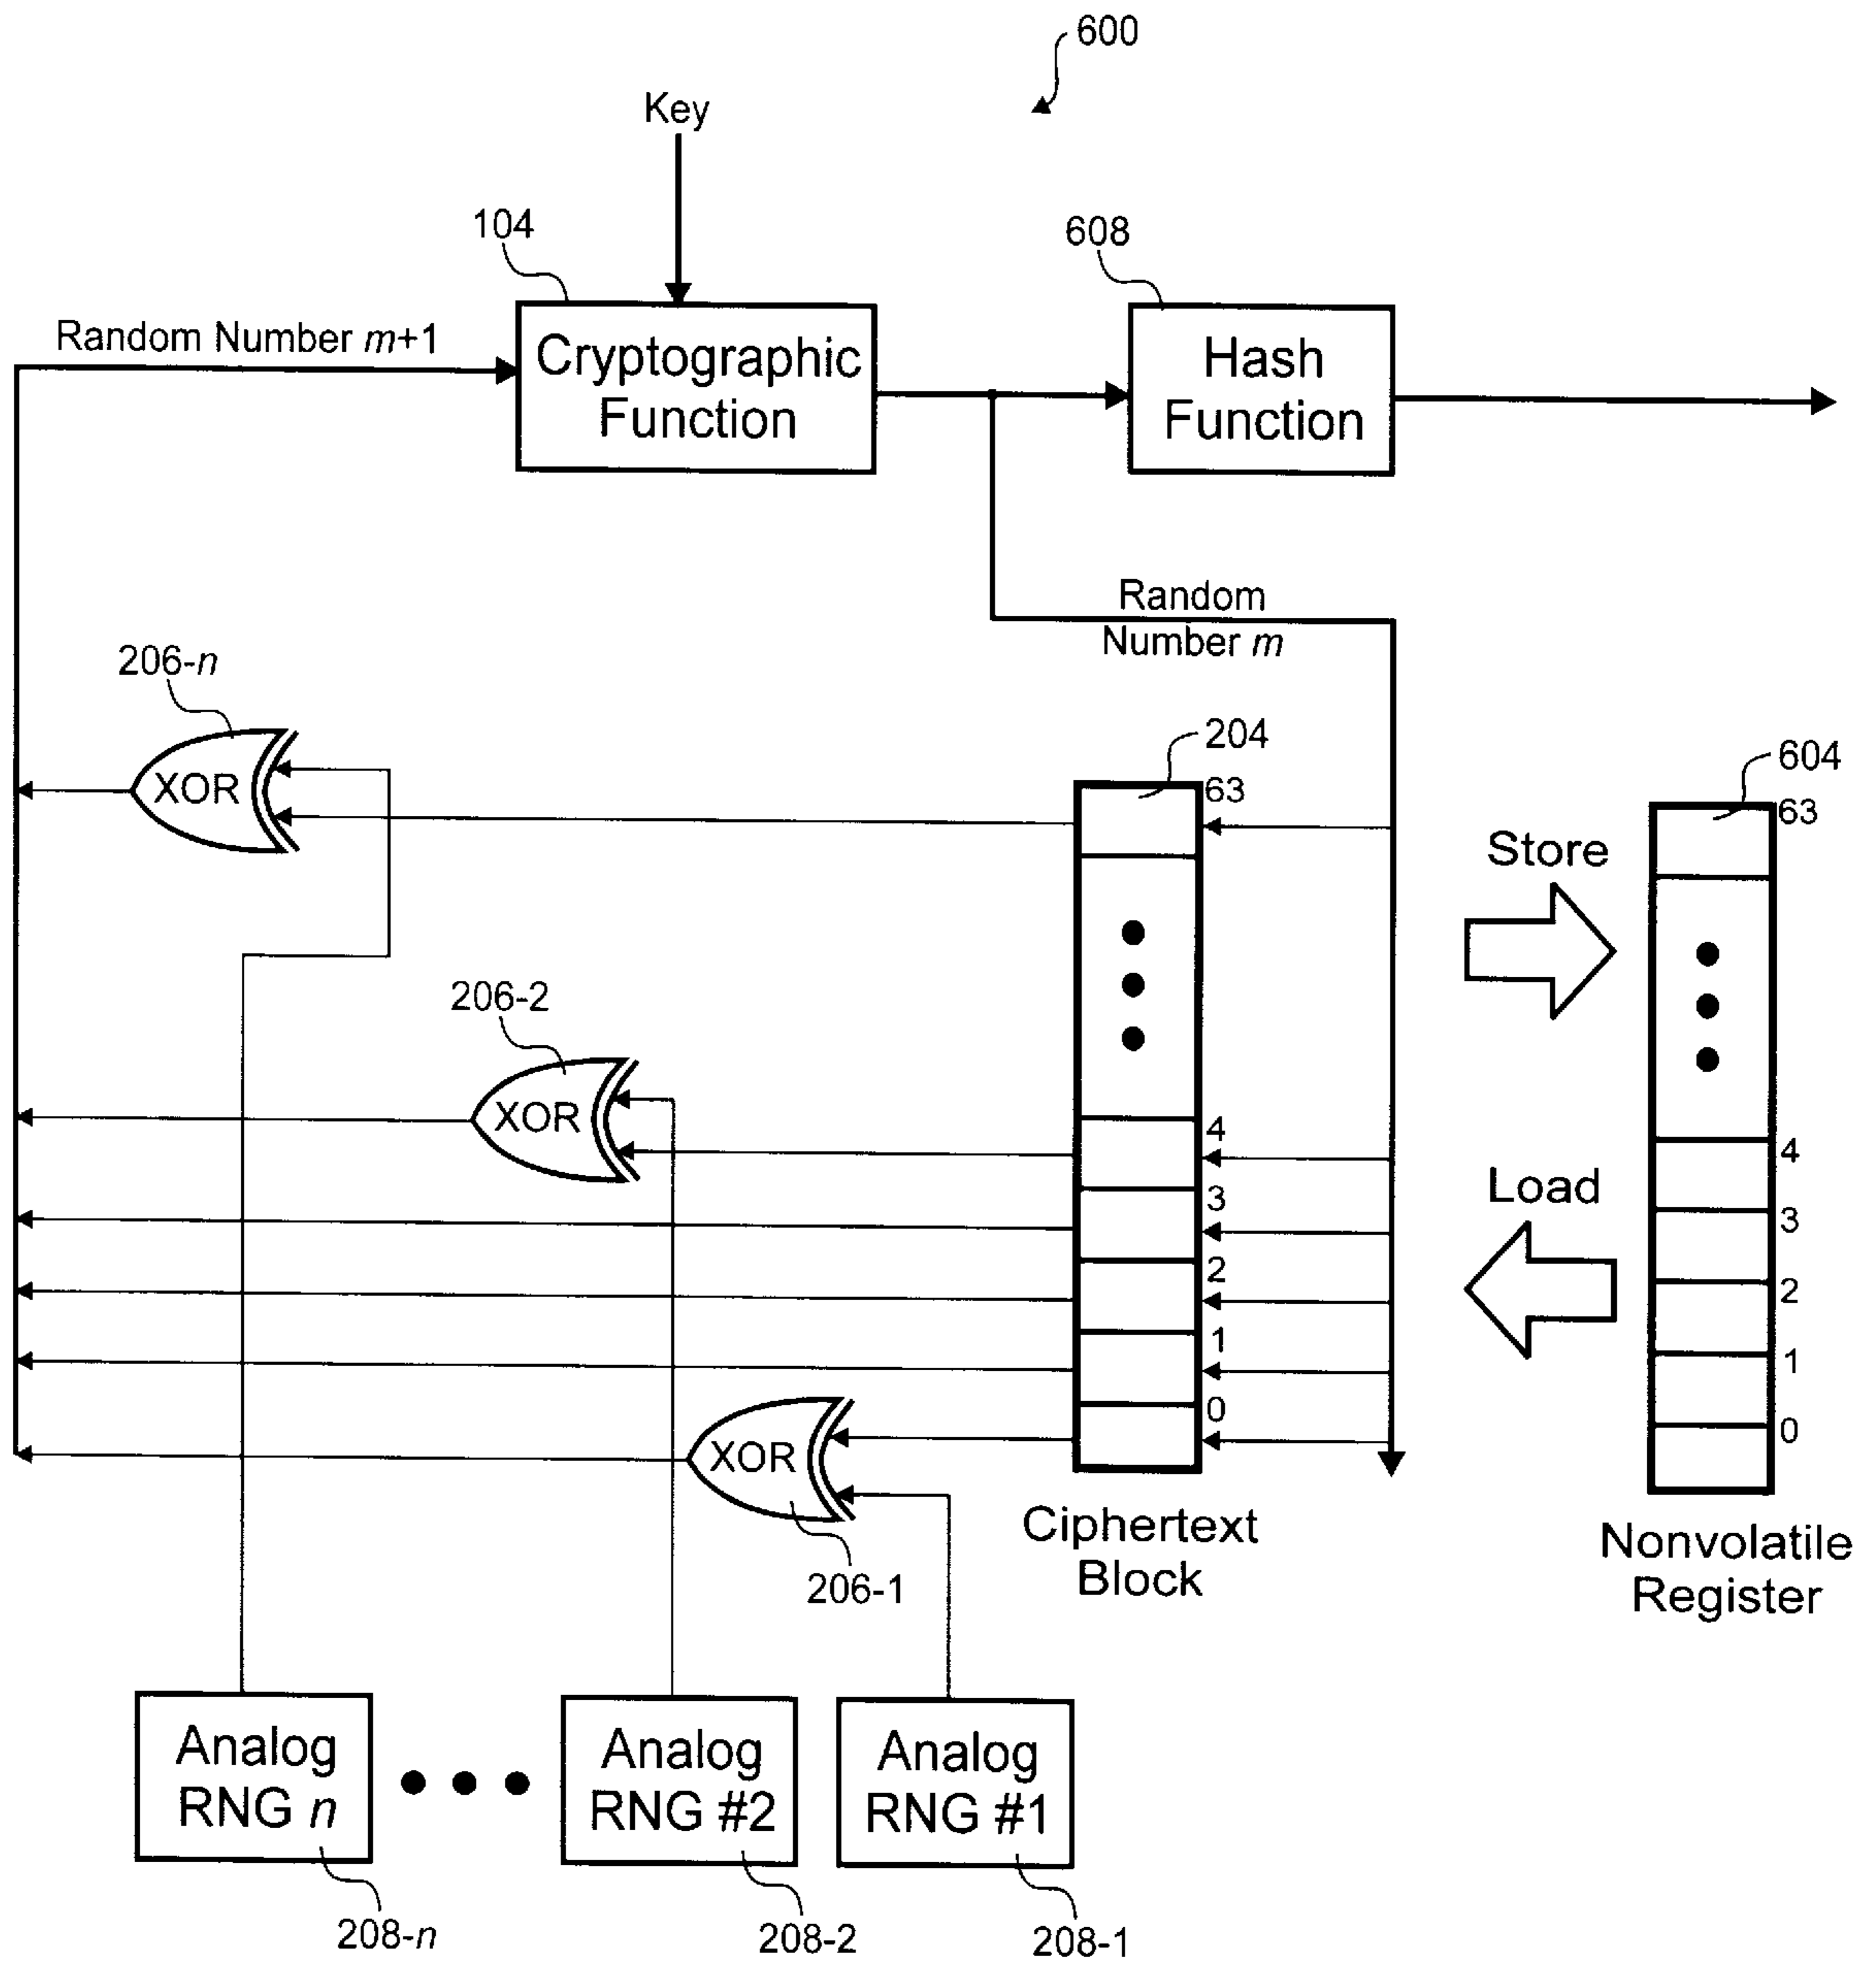 600
Key
104
608
Random Number m+1
Cryptographic
Function
Hash
Function
Random
Number m
206-n
XOR
204
63
604
63
Store
206-2
XOR
4
3
2
1
0
Load
4
3
2
1
0
XOR
206-1
Ciphertext
Block
Nonvolatile
Register
Analog
RNG n
Analog
RNG #2
Analog
RNG #1
208-n
208-2
208-1